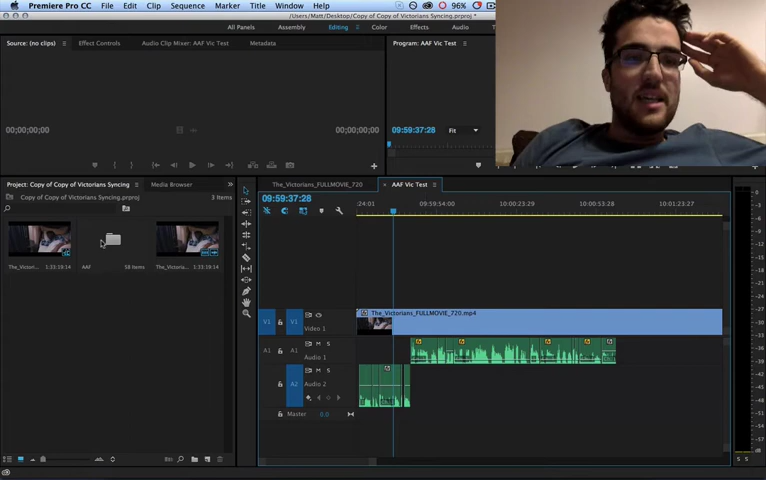 Premiere Pro CC File Edit Clip Sequence Marker Title Window Help 96%
/Users/Matt/Desktop/Copy of Copy of Victorians Syncing.prproj *
All Panels Assembly Editing Color Effects Audio
Source: (no clips) Effect Controls Audio Clip Mixer: AAF Vic Test Metadata
Program: AAF Vic Test
00;00;00;00 00;00;00;00
09:59:37:28 Fit
Project: Copy of Copy of Victorians Syncing Media Browser
The_Victorians_FULLMOVIE_720 × AAF Vic Test
Copy of Copy of Victorians Syncing.prproj 3 Items
09:59:37:28
:24:01 09:59:54:00 10:00:23:29 10:00:53:28 10:01:23:27
The_Victori... 1:33:19:14 AAF 58 Items The_Victoria... 1:33:19:14
V1 V1 Video 1
The_Victorians_FULLMOVIE_720.mp4
A1 A1 M S Audio 1
A2 M S Audio 2
Master 0.0
S S